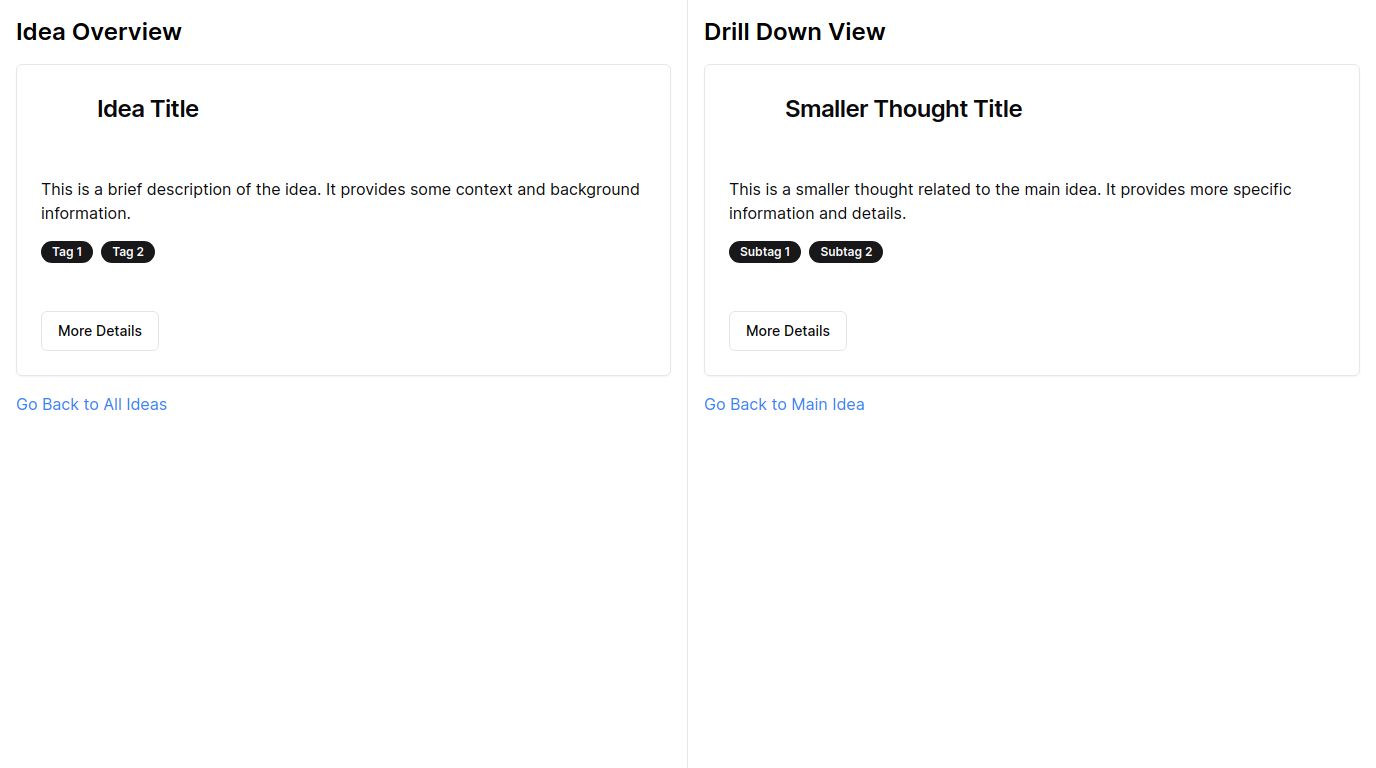 Idea Overview
Idea Title
This is a brief description of the idea. It provides some context and background
information.
Tag 1 Tag 2
More Details
Go Back to All Ideas
Drill Down View
Smaller Thought Title
This is a smaller thought related to the main idea. It provides more specific
information and details.
Subtag 1 Subtag 2
More Details
Go Back to Main Idea